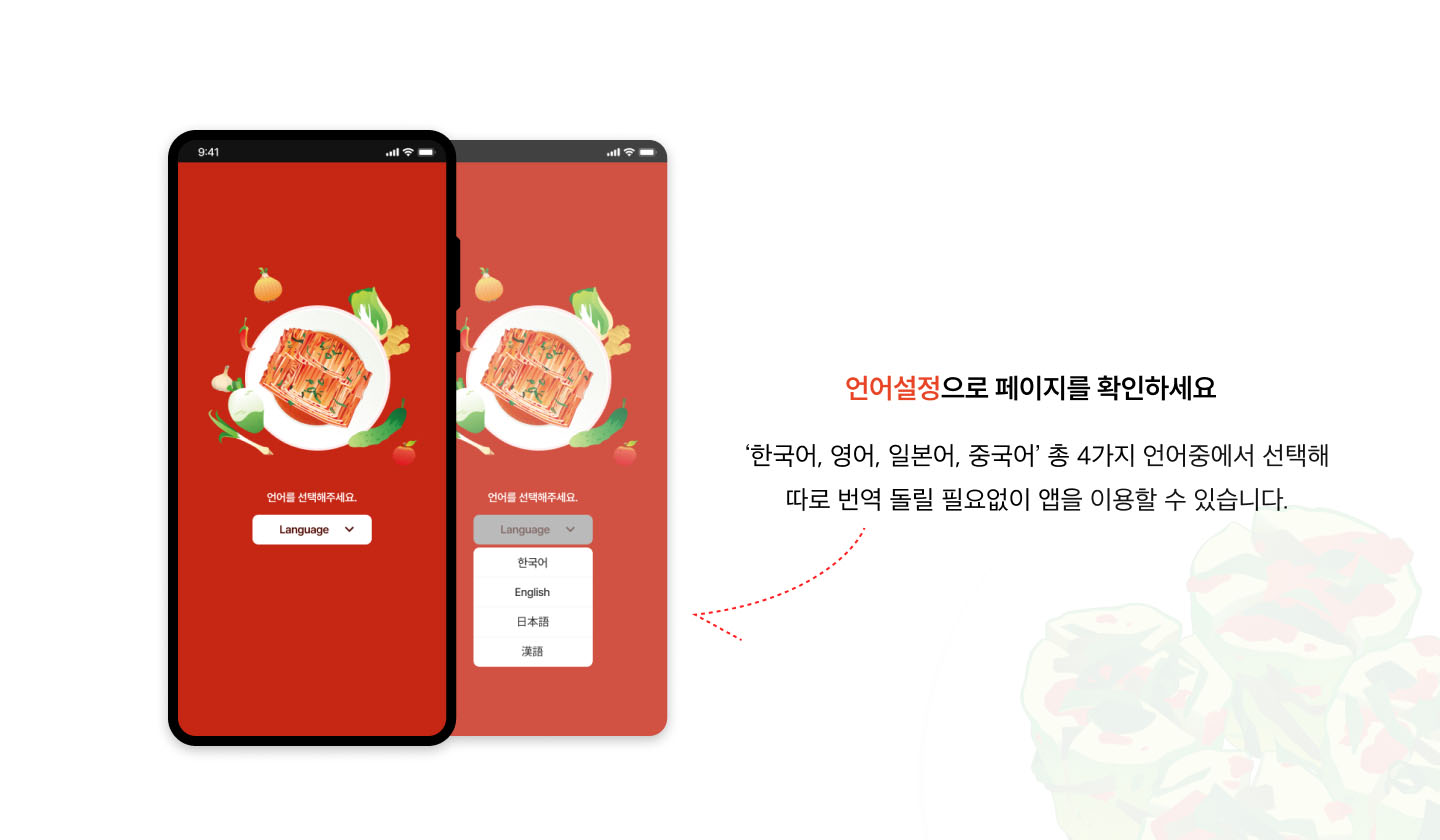 9:41
언어를 선택해주세요.
Language
언어를 선택해주세요.
Language
한국어
English
日本語
漢語
언어설정으로 페이지를 확인하세요
‘한국어, 영어, 일본어, 중국어’ 총 4가지 언어중에서 선택해
따로 번역 돌릴 필요없이 앱을 이용할 수 있습니다.